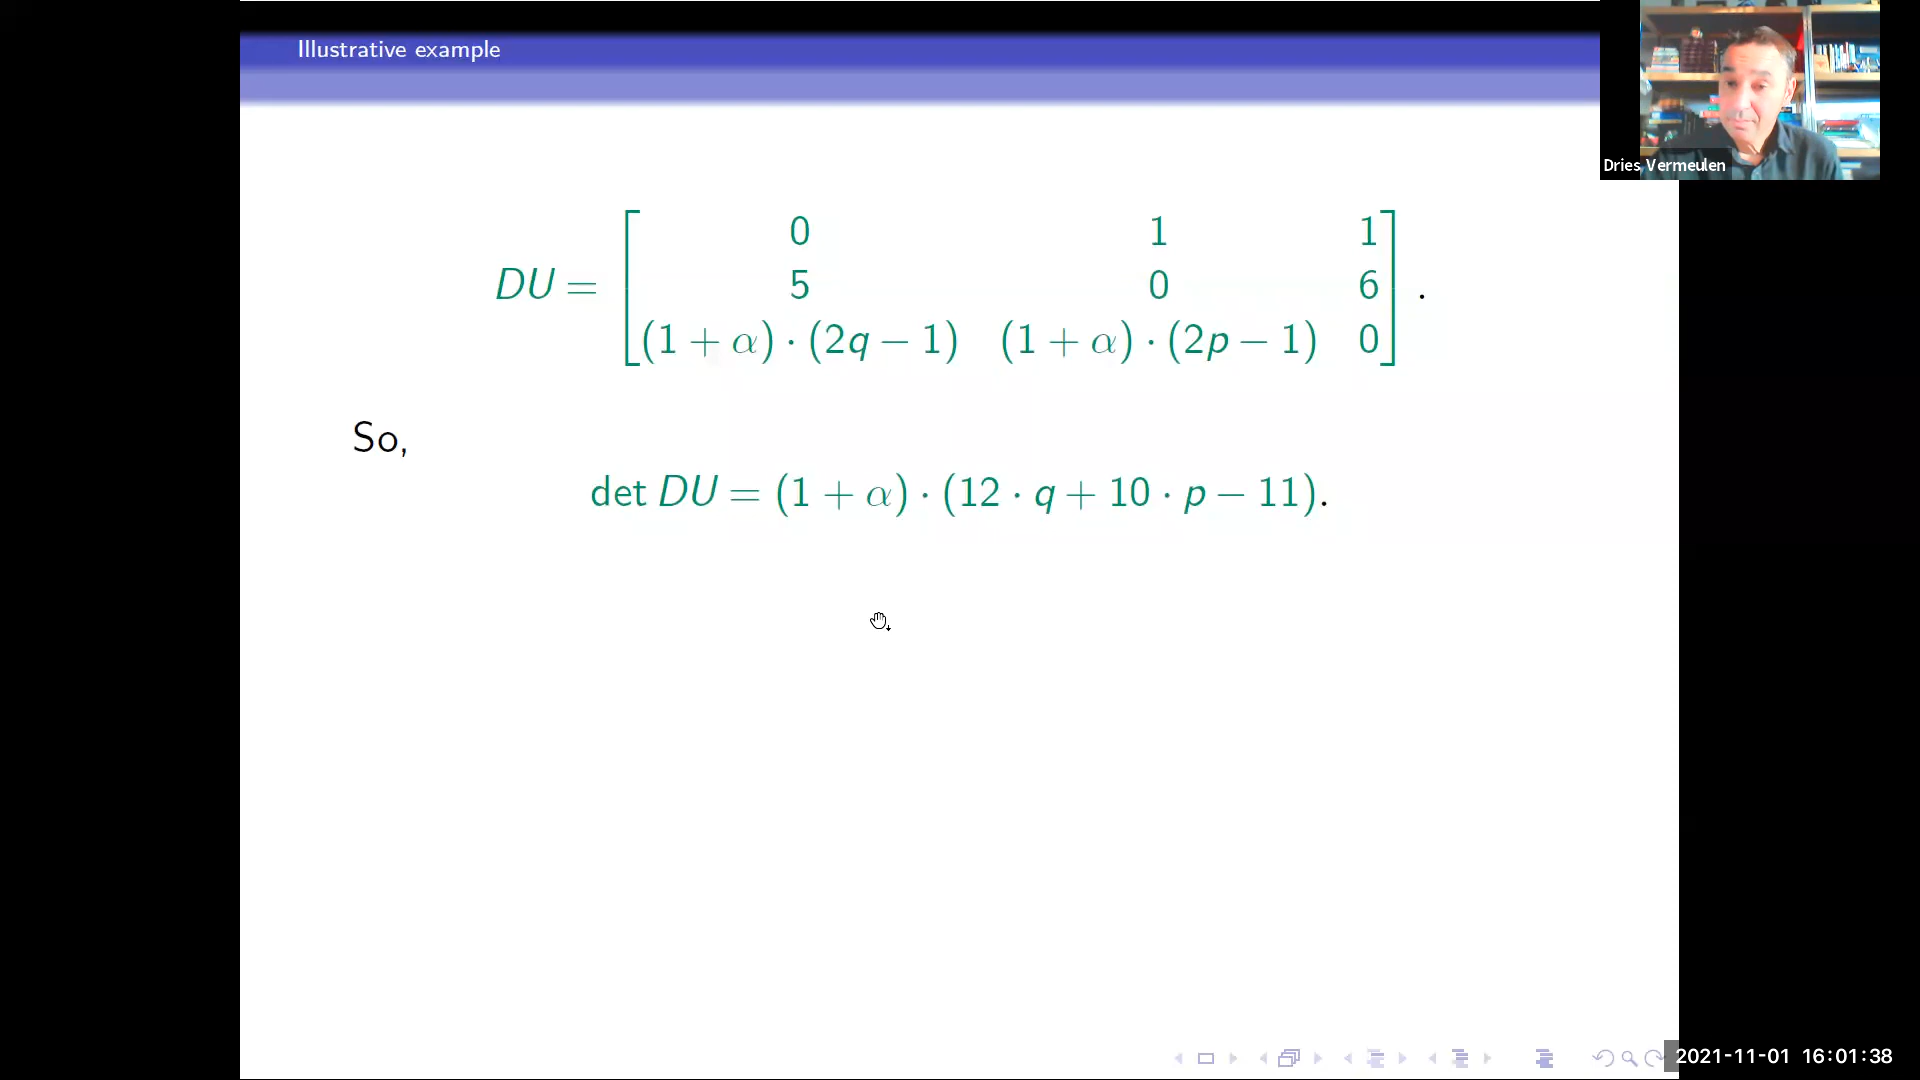 Illustrative example
Dries Vermeulen
DU = [ 0 1 1
5 0 6
(1 + α) · (2q − 1) (1 + α) · (2p − 1) 0 ] .
So,
det DU = (1 + α) · (12 · q + 10 · p − 11).
2021-11-01 16:01:38